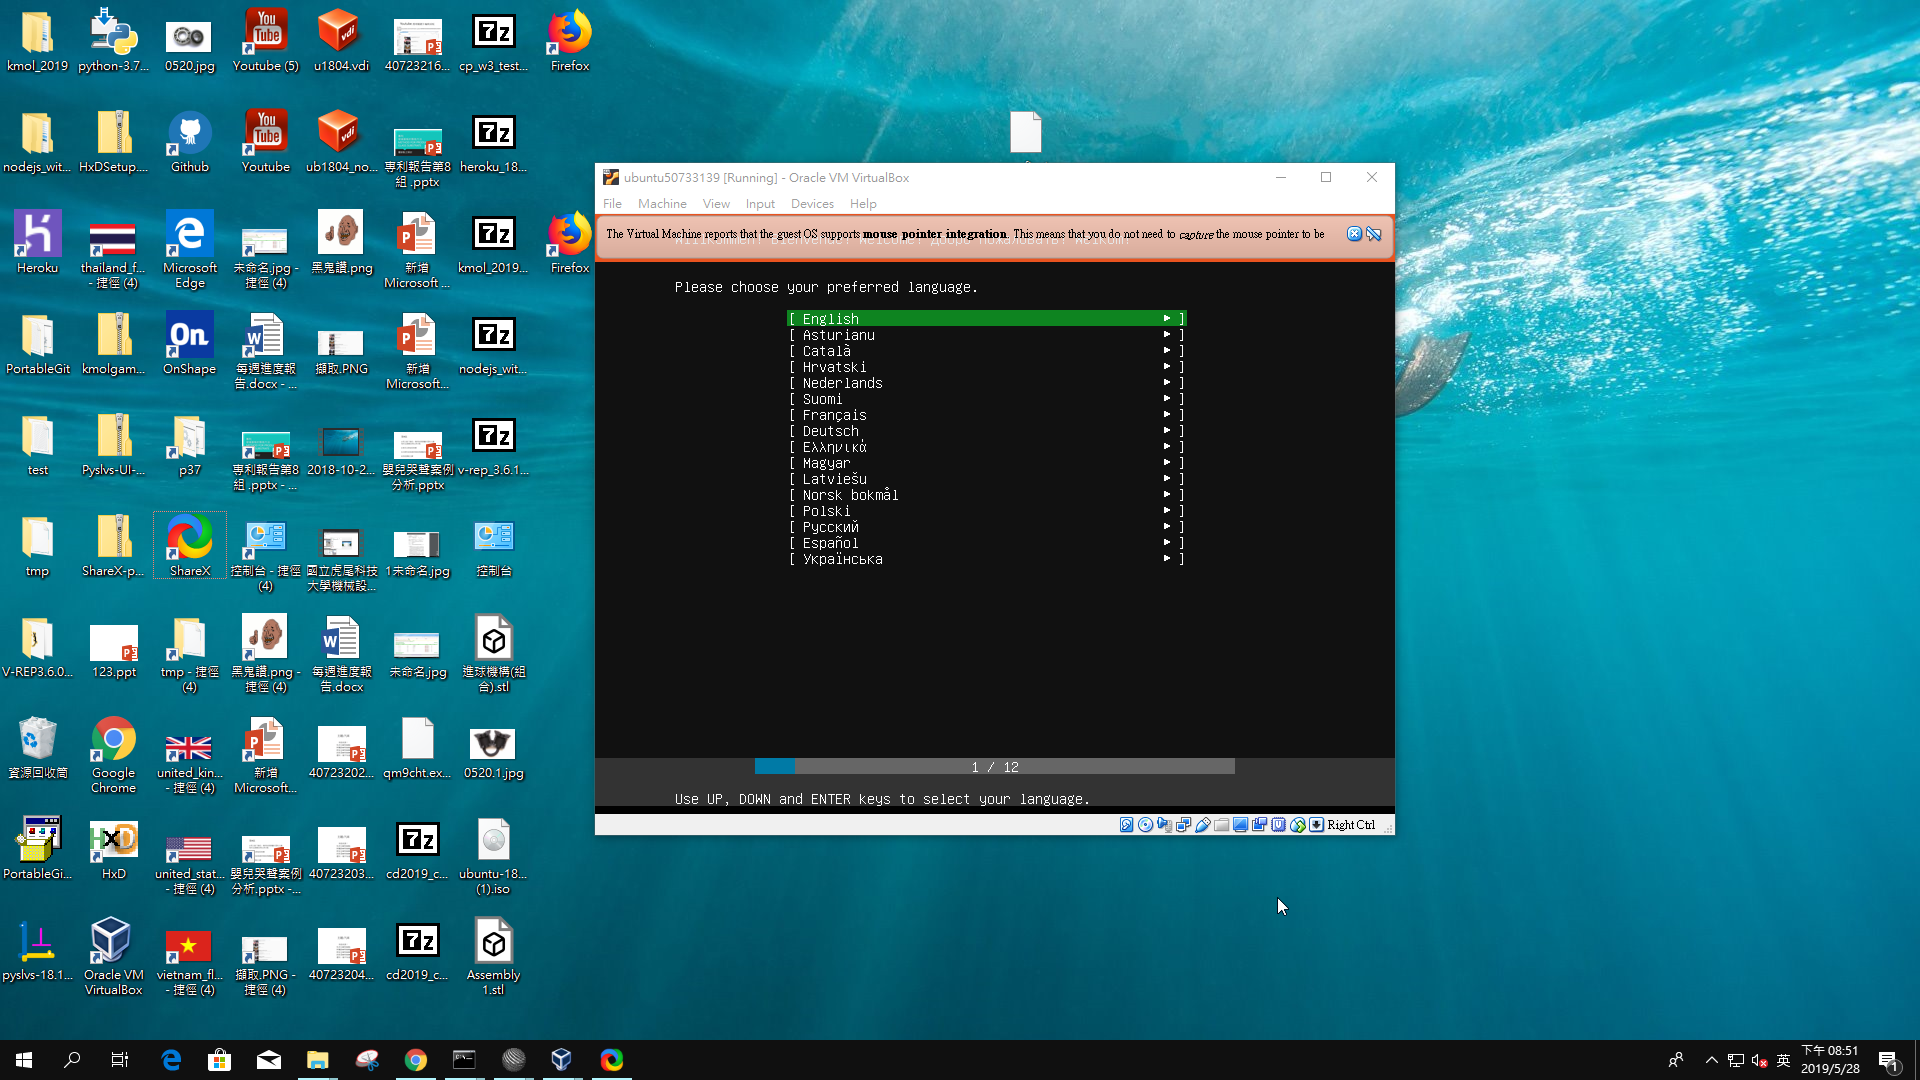 kmol_2019
python-3.7...
0520.jpg
Youtube (5)
u1804.vdi
40723216...
cp_w3_test...
Firefox
nodejs_wit...
HxDSetup....
Github
Youtube
ub1804_no...
專利報告第8
組 .pptx
heroku_18...
Heroku
thailand_f...
- 捷徑 (4)
Microsoft
Edge
未命名.jpg -
捷徑 (4)
黑鬼讚.png
新增
Microsoft ...
kmol_2019...
Firefox
PortableGit
kmolgam...
OnShape
每週進度報
告.docx - ...
擷取.PNG
新增
Microsoft...
nodejs_wit...
test
Pyslvs-UI-...
p37
專利報告第8
組 .pptx - ...
2018-10-2...
嬰兒哭聲案例
分析.pptx
v-rep_3.6.1...
tmp
ShareX-p...
ShareX
控制台 - 捷徑
(4)
國立虎尾科技
大學機械設...
1未命名.jpg
控制台
V-REP3.6.0...
123.ppt
tmp - 捷徑
(4)
黑鬼讚.png -
捷徑 (4)
每週進度報
告.docx
未命名.jpg
進球機構(組
合).stl
資源回收筒
Google
Chrome
united_kin...
- 捷徑 (4)
新增
Microsoft...
40723202...
qm9cht.ex...
0520.1.jpg
PortableGi...
HxD
united_stat...
- 捷徑 (4)
嬰兒哭聲案例
分析.pptx -...
40723203...
cd2019_c...
ubuntu-18...
(1).iso
pyslvs-18.1...
Oracle VM
VirtualBox
vietnam_fl...
- 捷徑 (4)
擷取.PNG -
捷徑 (4)
40723204...
cd2019_c...
Assembly
1.stl
ubuntu50733139 [Running] - Oracle VM VirtualBox
File Machine View Input Devices Help
The Virtual Machine reports that the guest OS supports mouse pointer integration. This means that you do not need to capture the mouse pointer to be
Willkommen! Bienvenue! Welcome! Добро пожаловать! Welkom!
Please choose your preferred language.
[ English ► ]
[ Asturianu ► ]
[ Català ► ]
[ Hrvatski ► ]
[ Nederlands ► ]
[ Suomi ► ]
[ Français ► ]
[ Deutsch ► ]
[ Ελληνικά ► ]
[ Magyar ► ]
[ Latviešu ► ]
[ Norsk bokmål ► ]
[ Polski ► ]
[ Русский ► ]
[ Español ► ]
[ Українська ► ]
1 / 12
Use UP, DOWN and ENTER keys to select your language.
Right Ctrl
英
下午 08:51
2019/5/28
1